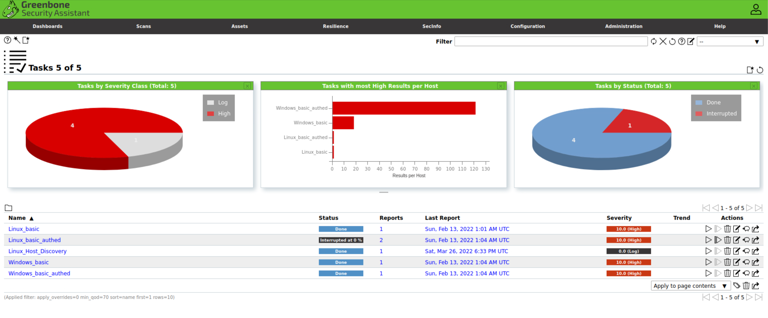 Greenbone
Security Assistant
Dashboards Scans Assets Resilience SecInfo Configuration Administration Help
Filter --
Tasks 5 of 5
Tasks by Severity Class (Total: 5)
Log
High
4
Tasks with most High Results per Host
Windows_basic_authed
Windows_basic
Linux_basic_authed
Linux_basic
0 10 20 30 40 50 60 70 80 90 100 110 120 130
Results per Host
Tasks by Status (Total: 5)
Done
Interrupted
1
4
1 - 5 of 5
Name ▲ Status Reports Last Report Severity Trend Actions
Linux_basic Done 1 Sun, Feb 13, 2022 1:01 AM UTC 10.0 (High)
Linux_basic_authed Interrupted at 0 % 2 Sun, Feb 13, 2022 1:04 AM UTC 10.0 (High)
Linux_Host_Discovery Done 1 Sat, Mar 26, 2022 6:33 PM UTC 0.0 (Log)
Windows_basic Done 1 Sun, Feb 13, 2022 1:04 AM UTC 10.0 (High)
Windows_basic_authed Done 1 Sun, Feb 13, 2022 1:04 AM UTC 10.0 (High)
Apply to page contents
(Applied filter: apply_overrides=0 min_qod=70 sort=name first=1 rows=10)
1 - 5 of 5